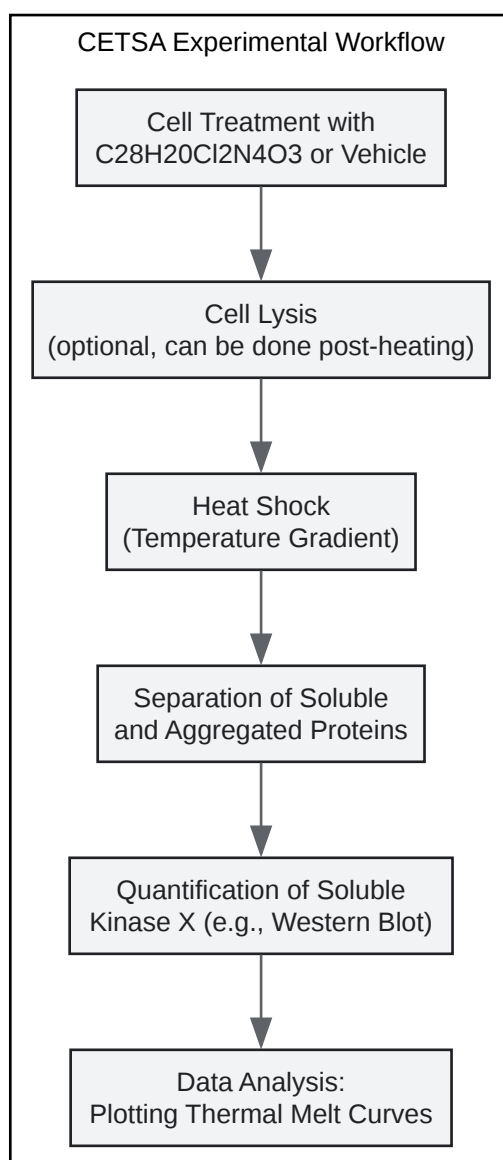 CETSA Experimental Workflow
Cell Treatment with
C28H20Cl2N4O3 or Vehicle
Cell Lysis
(optional, can be done post-heating)
Heat Shock
(Temperature Gradient)
Separation of Soluble
and Aggregated Proteins
Quantification of Soluble
Kinase X (e.g., Western Blot)
Data Analysis:
Plotting Thermal Melt Curves